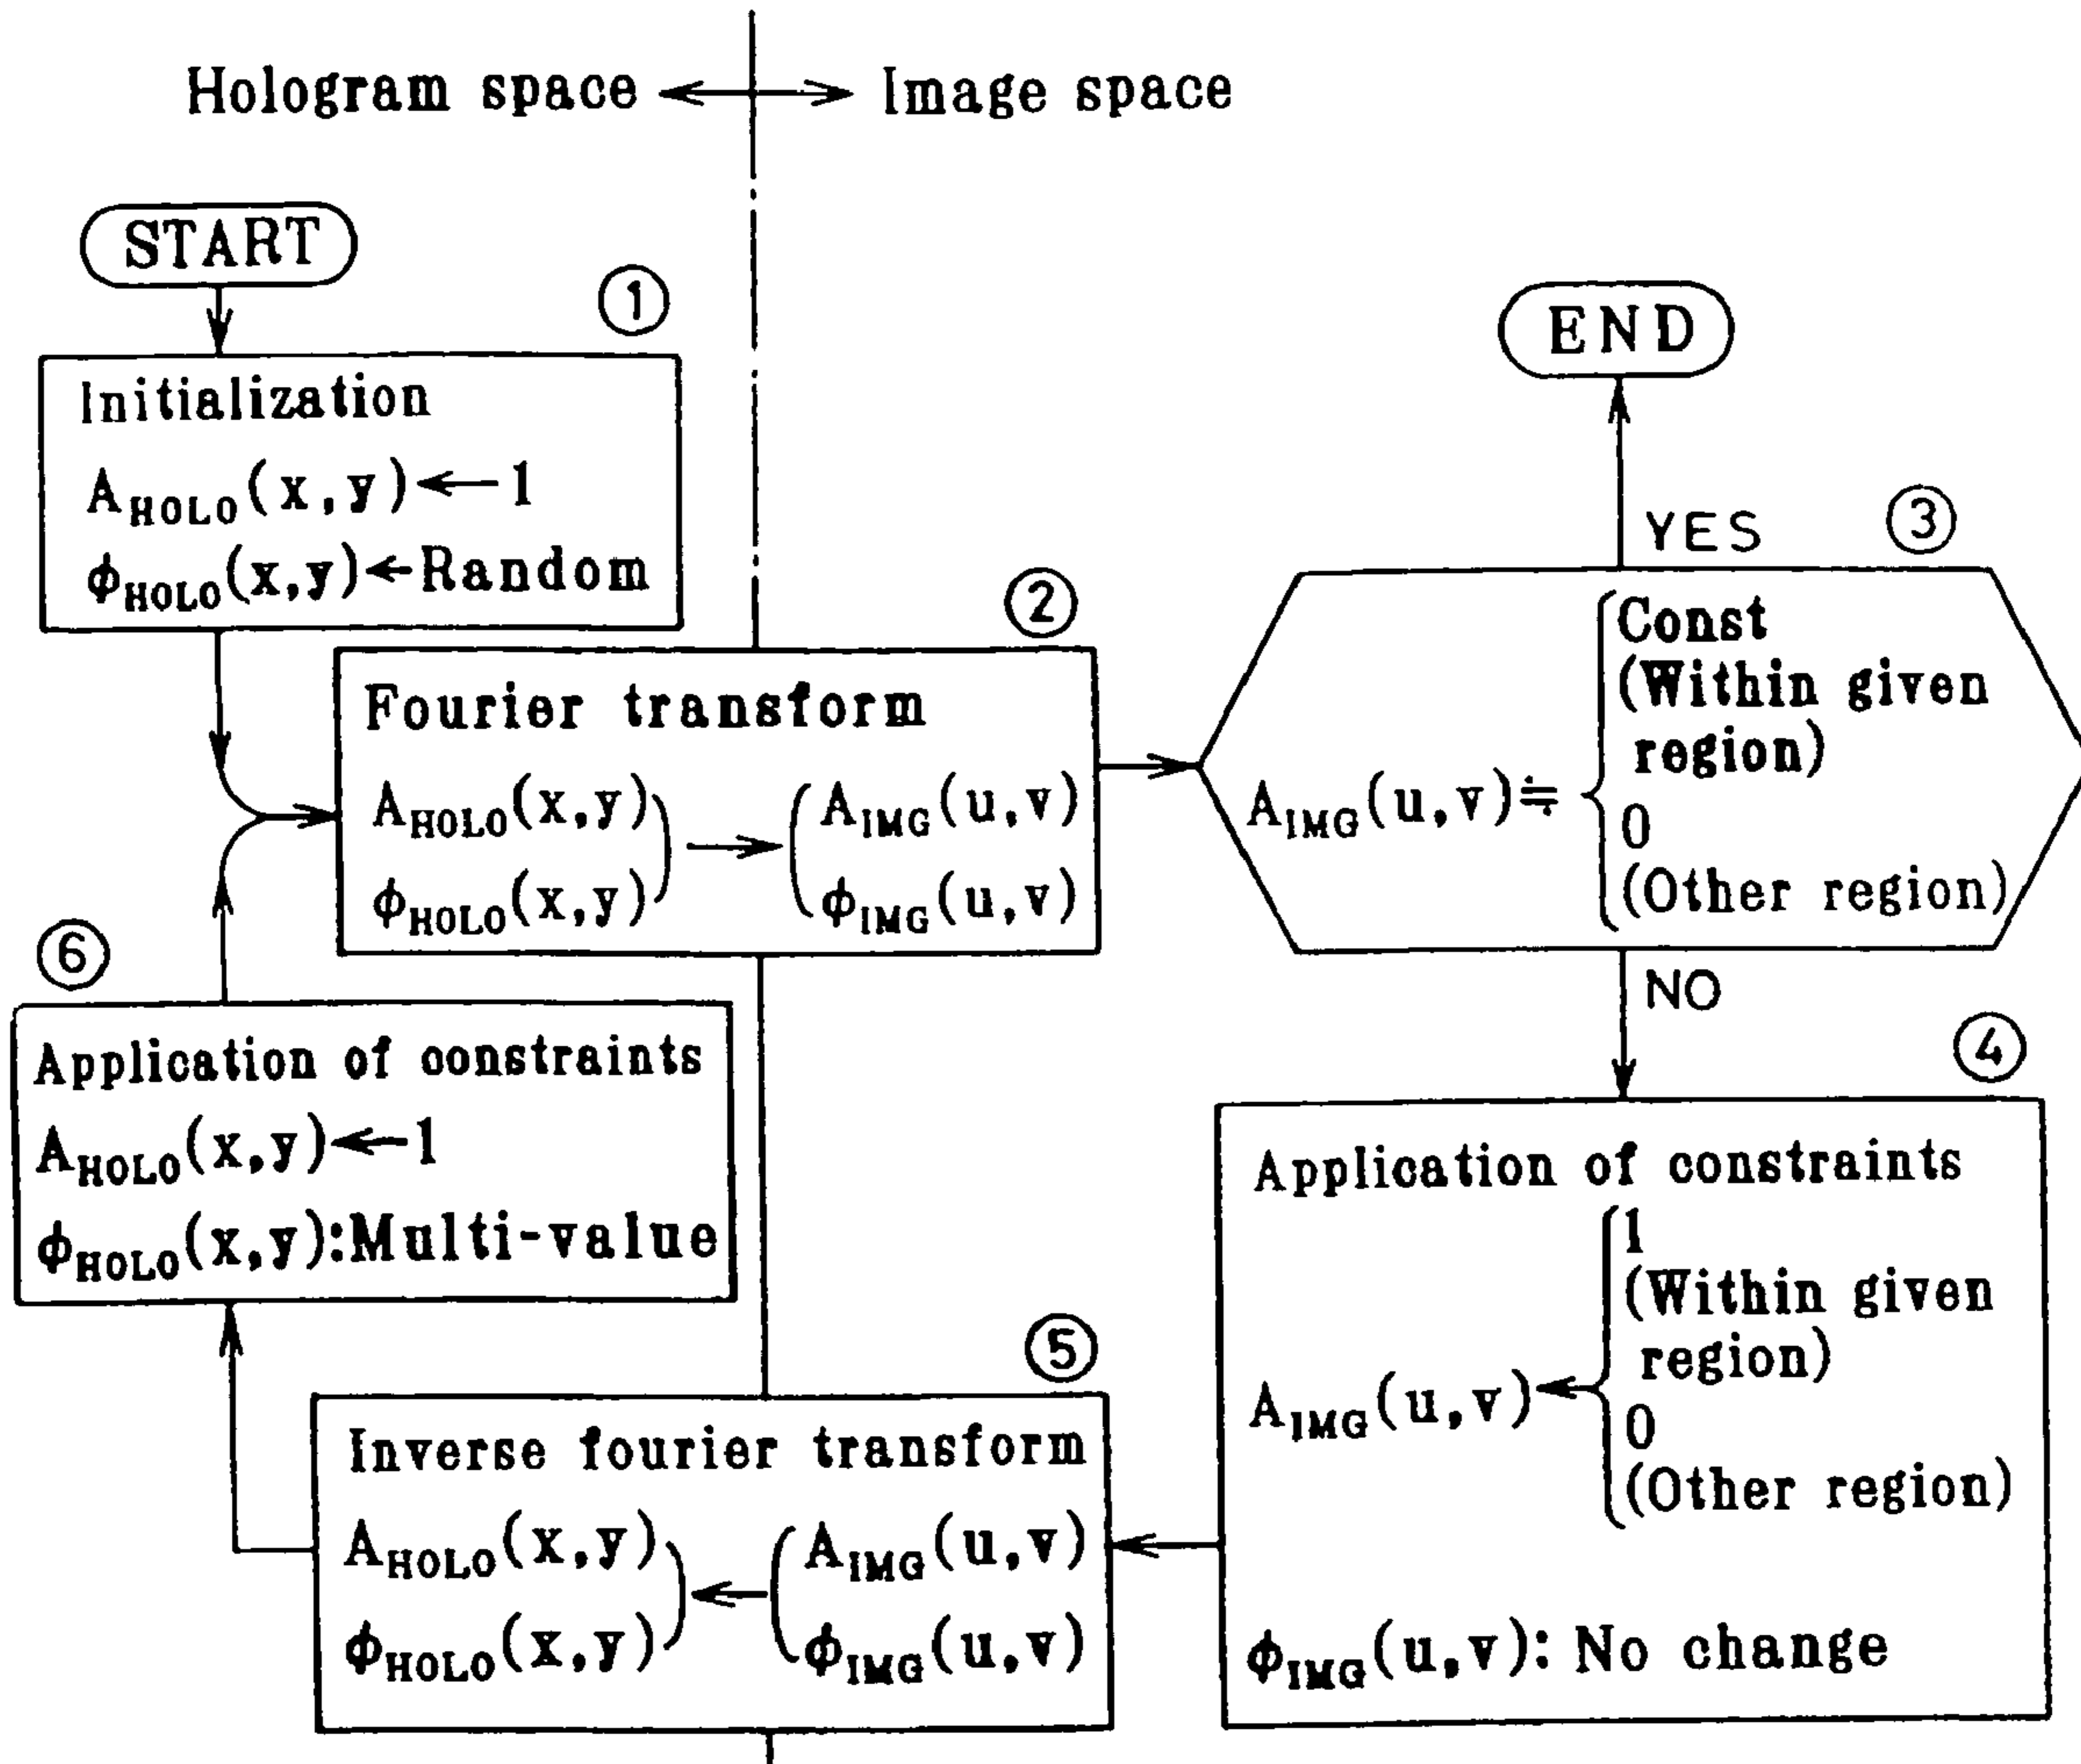 Hologram space ←→ Image space
START
①
Initialization
A_HOLO(x,y)←1
ϕ_HOLO(x,y)←Random
②
Fourier transform
A_HOLO(x,y) → A_IMG(u,v)
ϕ_HOLO(x,y) ϕ_IMG(u,v)
END
YES
③
Const
(Within given
region)
A_IMG(u,v)≒
0
(Other region)
NO
④
Application of constraints
1
(Within given
region)
A_IMG(u,v)←
0
(Other region)
ϕ_IMG(u,v): No change
⑤
Inverse fourier transform
A_HOLO(x,y) ← A_IMG(u,v)
ϕ_HOLO(x,y) ϕ_IMG(u,v)
⑥
Application of constraints
A_HOLO(x,y)←1
ϕ_HOLO(x,y):Multi-value